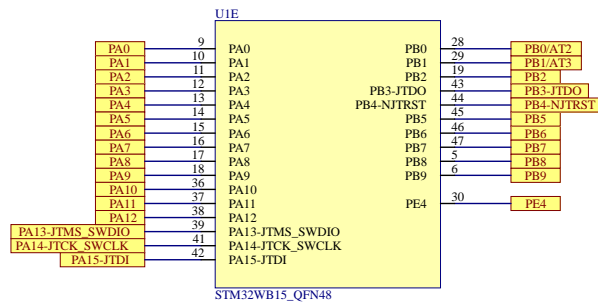 U1E
PA0 9 PA0 PB0 28 PB0/AT2
PA1 10 PA1 PB1 29 PB1/AT3
PA2 11 PA2 PB2 19 PB2
PA3 12 PA3 PB3-JTDO 43 PB3-JTDO
PA4 13 PA4 PB4-NJTRST 44 PB4-NJTRST
PA5 14 PA5 PB5 45 PB5
PA6 15 PA6 PB6 46 PB6
PA7 16 PA7 PB7 47 PB7
PA8 17 PA8 PB8 5 PB8
PA9 18 PA9 PB9 6 PB9
PA10 36 PA10
PA11 37 PA11 PE4 30 PE4
PA12 38 PA12
PA13-JTMS_SWDIO 39 PA13-JTMS_SWDIO
PA14-JTCK_SWCLK 41 PA14-JTCK_SWCLK
PA15-JTDI 42 PA15-JTDI
STM32WB15_QFN48